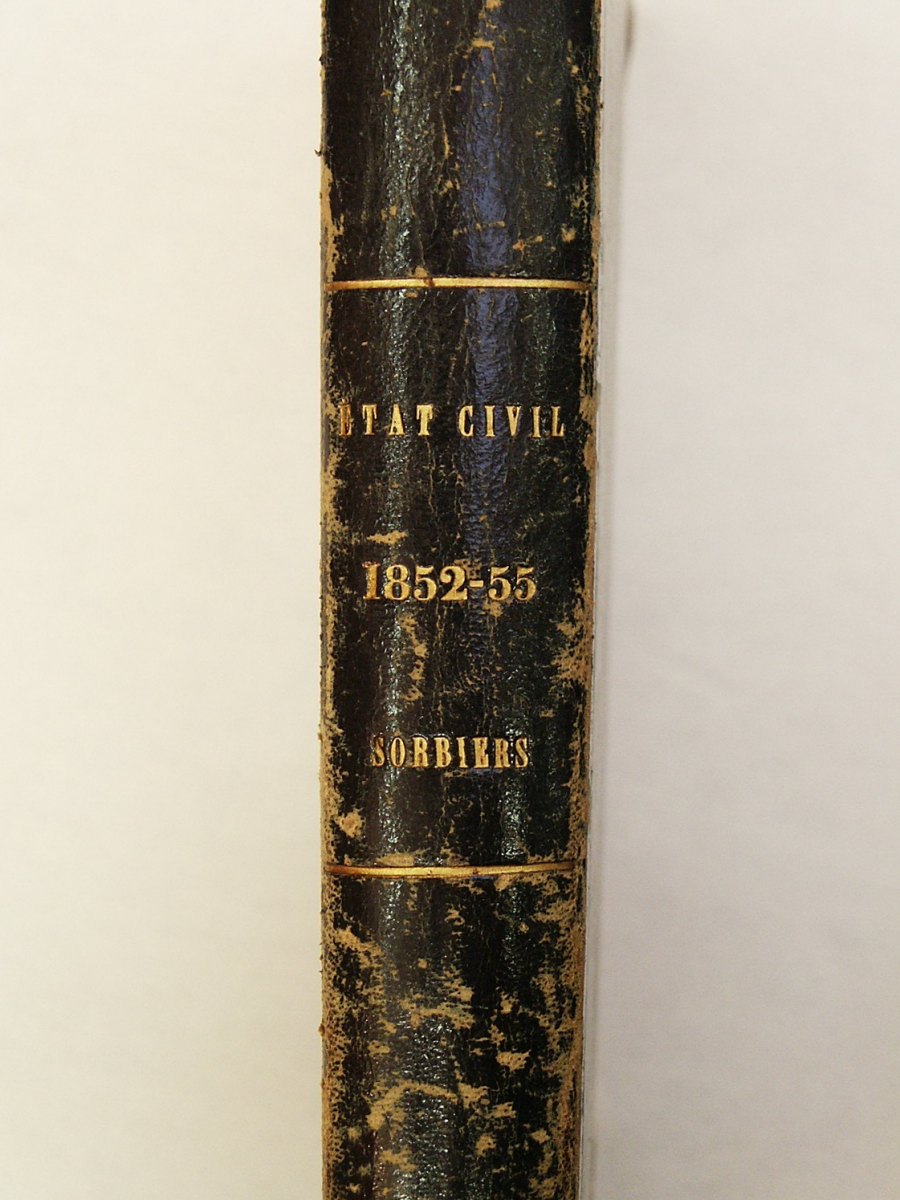 ETAT CIVIL
1852-55
SORBIERS